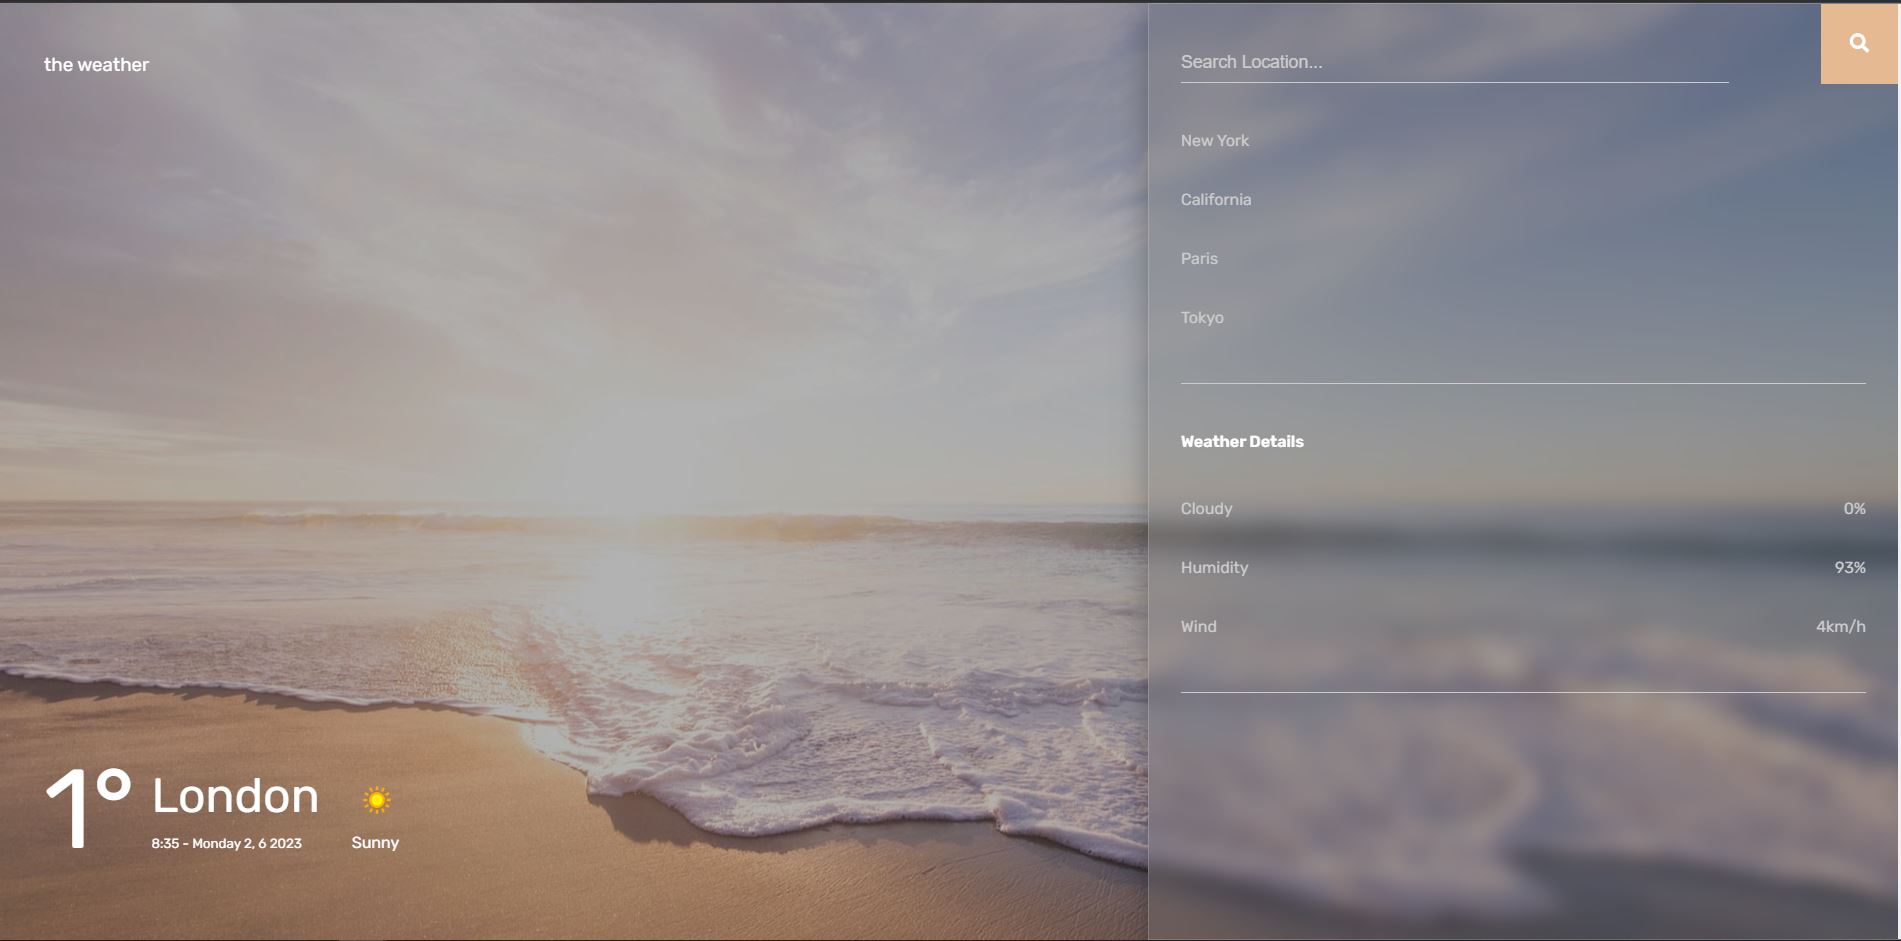 the weather
Search Location...
New York
California
Paris
Tokyo
Weather Details
Cloudy 0%
Humidity 93%
Wind 4km/h
1°
London
8:35 - Monday 2, 6 2023
Sunny